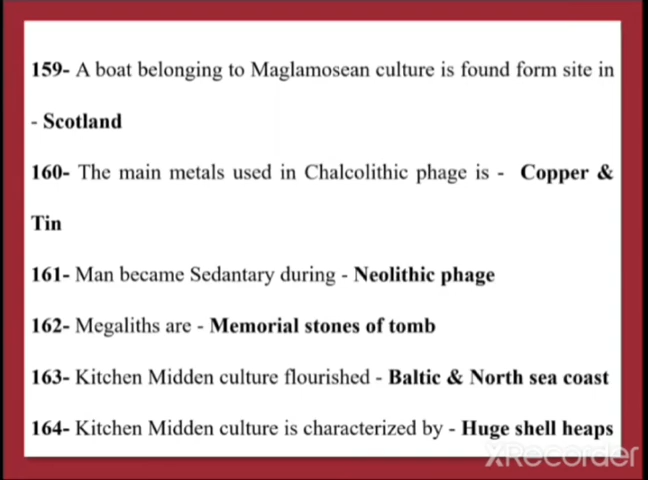 159- A boat belonging to Maglamosean culture is found form site in
- Scotland
160- The main metals used in Chalcolithic phage is - Copper &
Tin
161- Man became Sedantary during - Neolithic phage
162- Megaliths are - Memorial stones of tomb
163- Kitchen Midden culture flourished - Baltic & North sea coast
164- Kitchen Midden culture is characterized by - Huge shell heaps
XRecorder